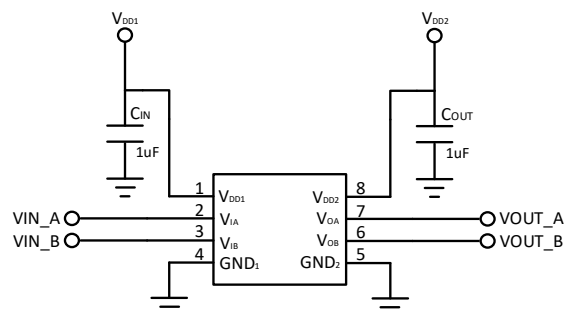 VDD1 VDD2
CIN COUT
1uF 1uF
1 VDD1 VDD2 8
VIN_A 2 VIA VOA 7 VOUT_A
VIN_B 3 VIB VOB 6 VOUT_B
4 GND1 GND2 5